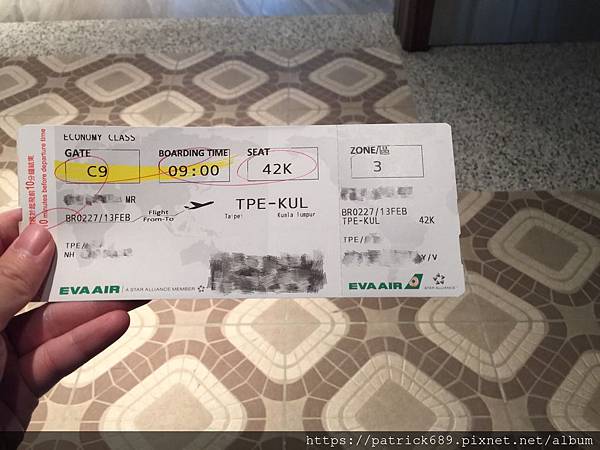 ECONOMY CLASS
GATE BOARDING TIME SEAT ZONE/
C9 09:00 42K 3
MR
BR0227/13FEB
Flight
From-To
TPE-KUL
Taipei Kuala lumpur
TPE/
NH
BR0227/13FEB
TPE-KUL 42K
TPE/
Y/V
EVA AIR A STAR ALLIANCE MEMBER
EVA AIR STAR ALLIANCE
10 minutes before departure time
https://patrick689.pixnet.net/album